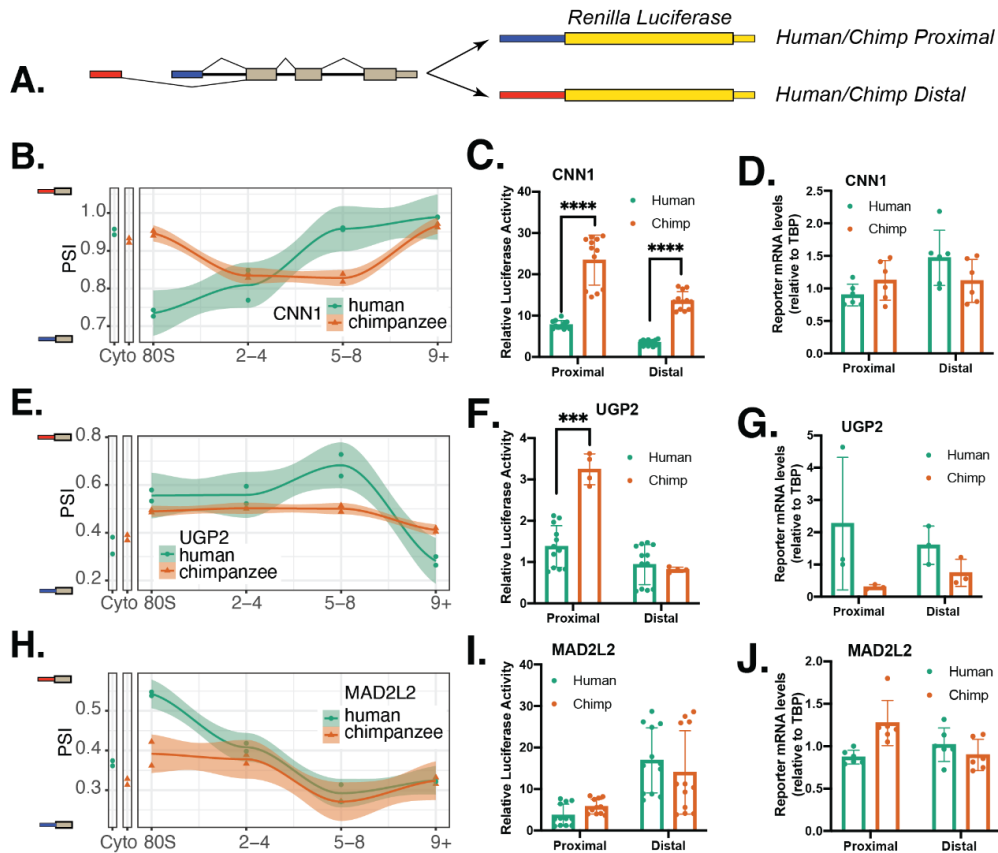 Renilla Luciferase
Human/Chimp Proximal
A.
Human/Chimp Distal
B.
PSI
1.0
0.9
0.8
0.7
CNN1
human
chimpanzee
Cyto 80S 2–4 5–8 9+
C.
CNN1
Relative Luciferase Activity
40
30
20
10
0
**** ****
Human
Chimp
Proximal Distal
D.
CNN1
Reporter mRNA levels
(relative to TBP)
2.5
2.0
1.5
1.0
0.5
0.0
Human
Chimp
Proximal Distal
E.
PSI
0.8
0.6
0.4
0.2
UGP2
human
chimpanzee
Cyto 80S 2–4 5–8 9+
F.
UGP2
Relative Luciferase Activity
4
3
2
1
0
***
Human
Chimp
Proximal Distal
G.
UGP2
Reporter mRNA levels
(relative to TBP)
5
4
3
2
1
0
Human
Chimp
Proximal Distal
H.
PSI
0.5
0.4
0.3
MAD2L2
human
chimpanzee
Cyto 80S 2–4 5–8 9+
I.
MAD2L2
Relative Luciferase Activity
40
30
20
10
0
Human
Chimp
Proximal Distal
J.
MAD2L2
Reporter mRNA levels
(relative to TBP)
2.0
1.5
1.0
0.5
0.0
Human
Chimp
Proximal Distal